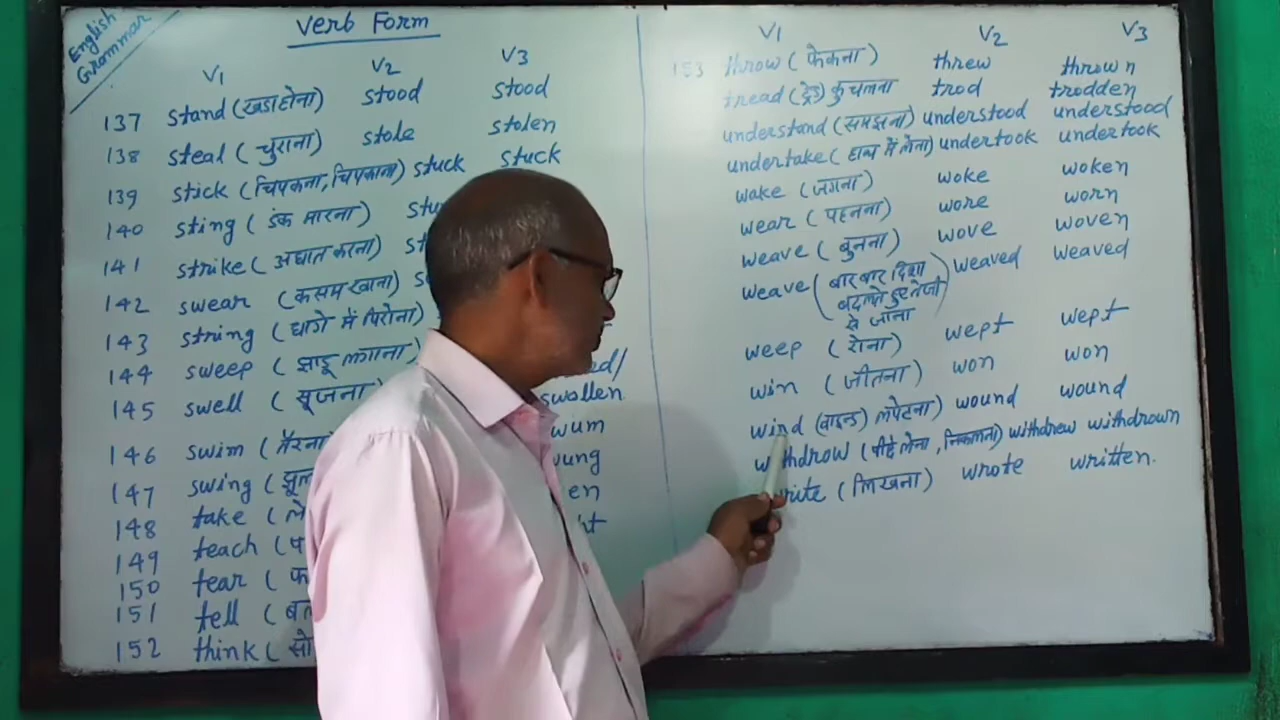 English Grammar
Verb Form
V1 V2 V3
137 stand (खडा होना) stood stood
138 steal (चुराना) stole stolen
139 stick (चिपकना, चिपकाना) stuck stuck
140 sting (डंक मारना)
141 strike (अघात करना)
142 swear (कसम खाना)
143 string (धागे में पिरोना)
144 sweep (झाडू लगाना)
145 swell (सूजना) swollen
146 swim
147 swing
148 take
149 teach
150 tear
151 tell
152 think
V1 V2 V3
153 throw (फेकना) threw thrown
tread (ट्रेड) कुचलना trod trodden
understand (समझना) understood understood
undertake (हाथ में लेना) undertook undertook
wake (जगना) woke woken
wear (पहनना) wore worn
weave (बुनना) wove woven
weave (बार बार दिशा बदलते हुए तेजी से जाना) weaved weaved
weep (रोना) wept wept
win (जीतना) won won
wind (वाइन्ड) लपेटना) wound wound
withdrow (पीछे लेना, निकालना) withdrew withdrown
write (लिखना) wrote written.